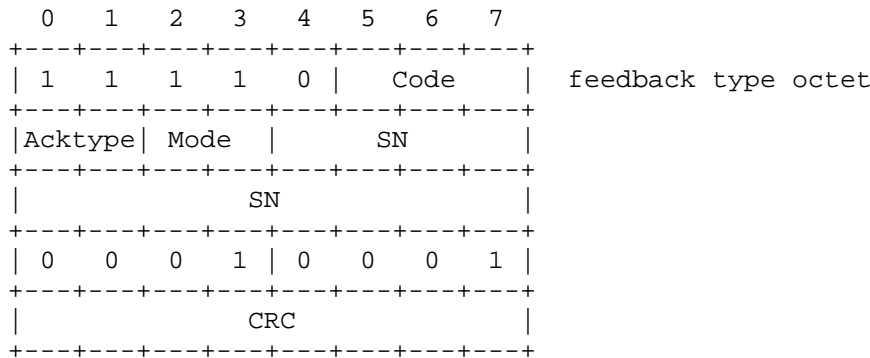 0   1   2   3   4   5   6   7
+---+---+---+---+---+---+---+---+
| 1   1   1   1   0 |   Code    |  feedback type octet
+---+---+---+---+---+---+---+---+
|Acktype| Mode  |      SN       |
+---+---+---+---+---+---+---+---+
|              SN               |
+---+---+---+---+---+---+---+---+
| 0   0   0   1 | 0   0   0   1 |
+---+---+---+---+---+---+---+---+
|              CRC              |
+---+---+---+---+---+---+---+---+